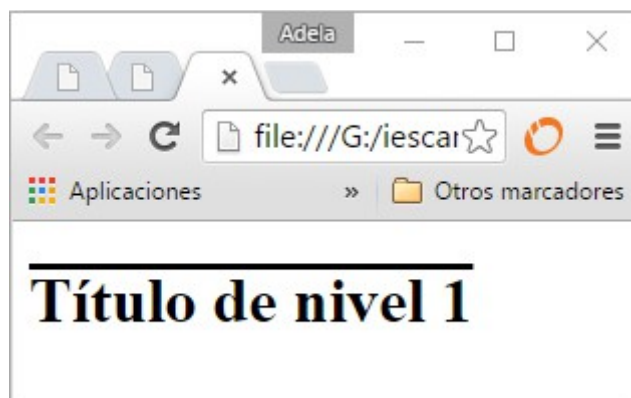 Adela
file:///G:/iescar
Aplicaciones » Otros marcadores
Título de nivel 1